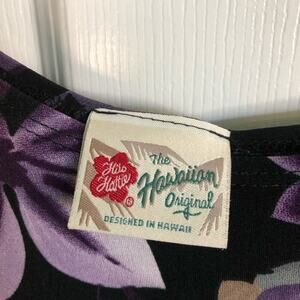 Hilo
Hattie
®
The
Hawaiian
Original
DESIGNED IN HAWAII